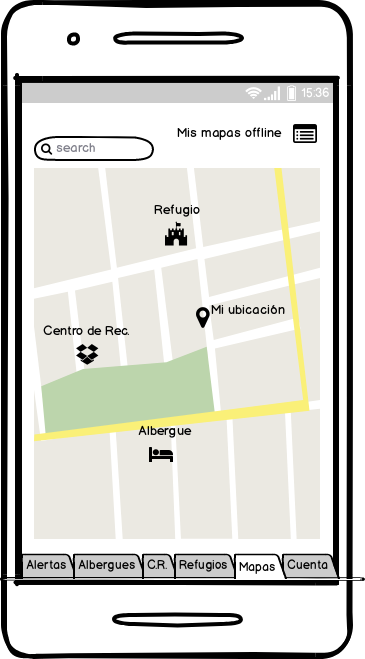 15:36
Mis mapas offline
search
Refugio
Mi ubicación
Centro de Rec.
Albergue
Alertas Albergues C.R. Refugios Mapas Cuenta